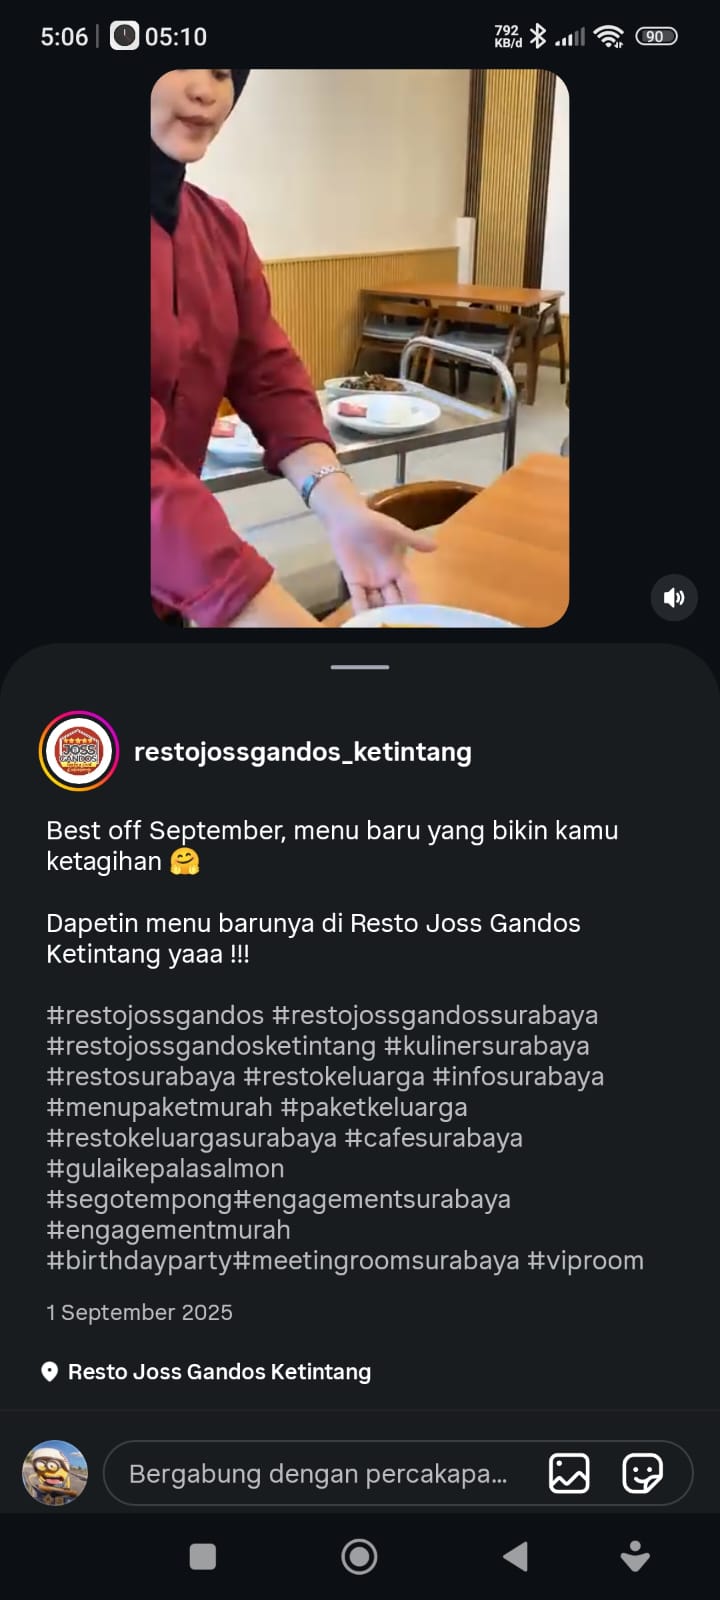 5:06 05:10 792 KB/d 90
JOSS
GANDOS
restojossgandos_ketintang
Best off September, menu baru yang bikin kamu
ketagihan 🤗
Dapetin menu barunya di Resto Joss Gandos
Ketintang yaaa !!!
#restojossgandos #restojossgandossurabaya
#restojossgandosketintang #kulinersurabaya
#restosurabaya #restokeluarga #infosurabaya
#menupaketmurah #paketkeluarga
#restokeluargasurabaya #cafesurabaya
#gulaikepalasalmon
#segotempong#engagementsurabaya
#engagementmurah
#birthdayparty#meetingroomsurabaya #viproom
1 September 2025
Resto Joss Gandos Ketintang
Bergabung dengan percakapa...